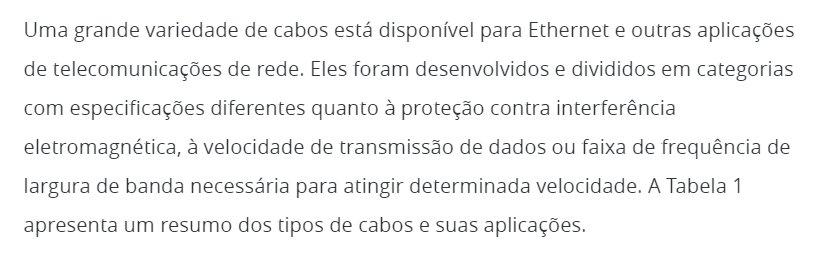 Uma grande variedade de cabos está disponível para Ethernet e outras aplicações
de telecomunicações de rede. Eles foram desenvolvidos e divididos em categorias
com especificações diferentes quanto à proteção contra interferência
eletromagnética, à velocidade de transmissão de dados ou faixa de frequência de
largura de banda necessária para atingir determinada velocidade. A Tabela 1
apresenta um resumo dos tipos de cabos e suas aplicações.